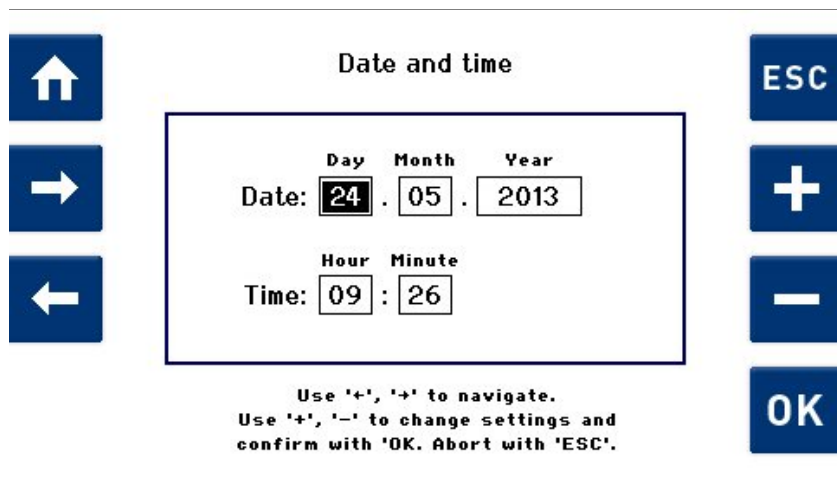 Date and time
ESC
Day Month Year
Date: 24 . 05 . 2013
Hour Minute
Time: 09 : 26
Use '←', '→' to navigate.
Use '+', '−' to change settings and
confirm with 'OK. Abort with 'ESC'.
OK